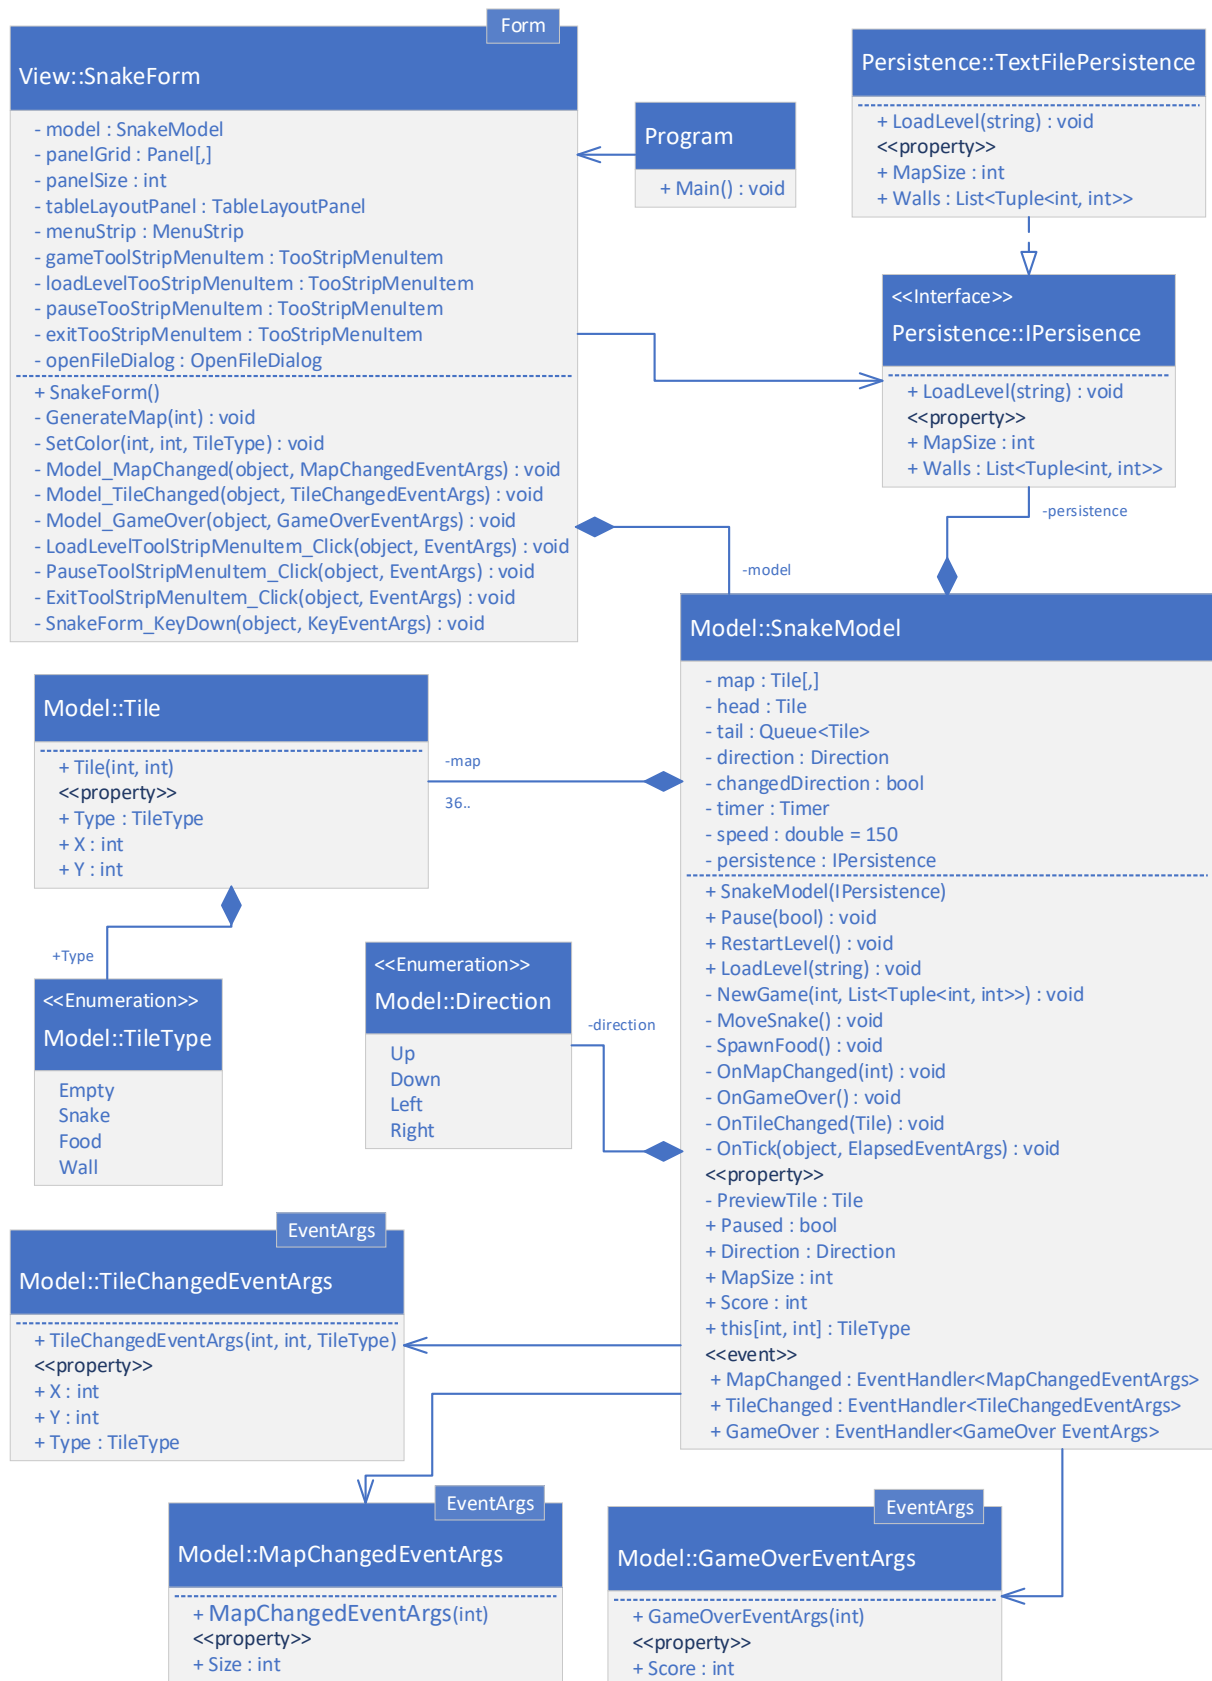 Form
View::SnakeForm
- model : SnakeModel
- panelGrid : Panel[,]
- panelSize : int
- tableLayoutPanel : TableLayoutPanel
- menuStrip : MenuStrip
- gameToolStripMenuItem : TooStripMenuItem
- loadLevelTooStripMenuItem : TooStripMenuItem
- pauseTooStripMenuItem : TooStripMenuItem
- exitTooStripMenuItem : TooStripMenuItem
- openFileDialog : OpenFileDialog
+ SnakeForm()
- GenerateMap(int) : void
- SetColor(int, int, TileType) : void
- Model_MapChanged(object, MapChangedEventArgs) : void
- Model_TileChanged(object, TileChangedEventArgs) : void
- Model_GameOver(object, GameOverEventArgs) : void
- LoadLevelToolStripMenuItem_Click(object, EventArgs) : void
- PauseToolStripMenuItem_Click(object, EventArgs) : void
- ExitToolStripMenuItem_Click(object, EventArgs) : void
- SnakeForm_KeyDown(object, KeyEventArgs) : void
Program
+ Main() : void
Persistence::TextFilePersistence
+ LoadLevel(string) : void
<<property>>
+ MapSize : int
+ Walls : List<Tuple<int, int>>
<<Interface>>
Persistence::IPersisence
+ LoadLevel(string) : void
<<property>>
+ MapSize : int
+ Walls : List<Tuple<int, int>>
-persistence
-model
Model::SnakeModel
- map : Tile[,]
- head : Tile
- tail : Queue<Tile>
- direction : Direction
- changedDirection : bool
- timer : Timer
- speed : double = 150
- persistence : IPersistence
+ SnakeModel(IPersistence)
+ Pause(bool) : void
+ RestartLevel() : void
+ LoadLevel(string) : void
- NewGame(int, List<Tuple<int, int>>) : void
- MoveSnake() : void
- SpawnFood() : void
- OnMapChanged(int) : void
- OnGameOver() : void
- OnTileChanged(Tile) : void
- OnTick(object, ElapsedEventArgs) : void
<<property>>
- PreviewTile : Tile
+ Paused : bool
+ Direction : Direction
+ MapSize : int
+ Score : int
+ this[int, int] : TileType
<<event>>
+ MapChanged : EventHandler<MapChangedEventArgs>
+ TileChanged : EventHandler<TileChangedEventArgs>
+ GameOver : EventHandler<GameOver EventArgs>
Model::Tile
+ Tile(int, int)
<<property>>
+ Type : TileType
+ X : int
+ Y : int
-map
36..
+Type
<<Enumeration>>
Model::TileType
Empty
Snake
Food
Wall
<<Enumeration>>
Model::Direction
Up
Down
Left
Right
-direction
EventArgs
Model::TileChangedEventArgs
+ TileChangedEventArgs(int, int, TileType)
<<property>>
+ X : int
+ Y : int
+ Type : TileType
EventArgs
Model::MapChangedEventArgs
+ MapChangedEventArgs(int)
<<property>>
+ Size : int
EventArgs
Model::GameOverEventArgs
+ GameOverEventArgs(int)
<<property>>
+ Score : int